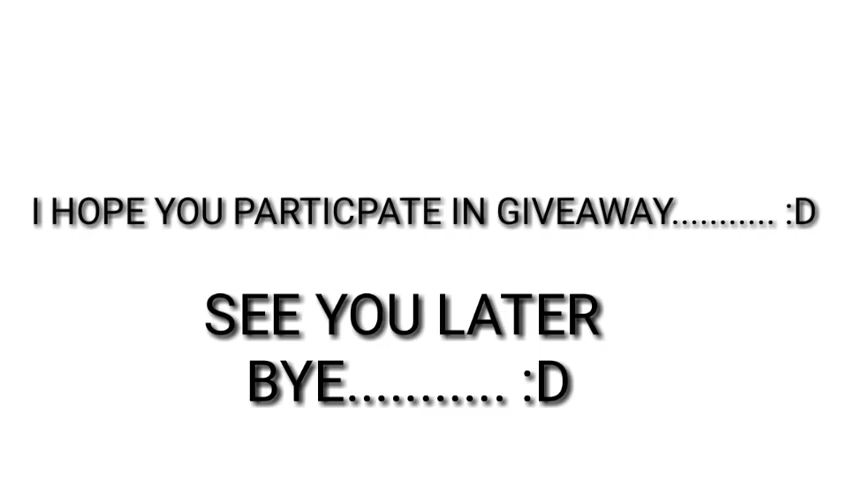 I HOPE YOU PARTICPATE IN GIVEAWAY........... :D
SEE YOU LATER
BYE........... :D